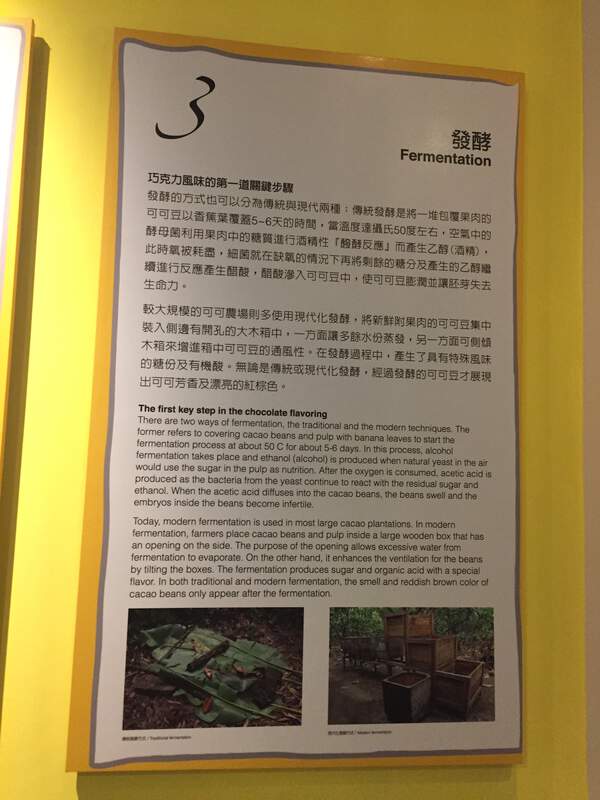 3
發酵
Fermentation
巧克力風味的第一道關鍵步驟
發酵的方式也可以分為傳統與現代兩種：傳統發酵是將一堆包覆果肉的
可可豆以香蕉葉覆蓋5~6天的時間，當溫度達攝氏50度左右，空氣中的
酵母菌利用果肉中的糖質進行酒精性「醱酵反應」而產生乙醇(酒精)，
此時氧被耗盡，細菌就在缺氧的情況下再將剩餘的糖分及產生的乙醇繼
續進行反應產生醋酸，醋酸滲入可可豆中，使可可豆膨潤並讓胚芽失去
生命力。
較大規模的可可農場則多使用現代化發酵，將新鮮附果肉的可可豆集中
裝入側邊有開孔的大木箱中，一方面讓多餘水份蒸發，另一方面可側傾
木箱來增進箱中可可豆的通風性。在發酵過程中，產生了具有特殊風味
的糖份及有機酸。無論是傳統或現代化發酵，經過發酵的可可豆才展現
出可可芳香及漂亮的紅棕色。
The first key step in the chocolate flavoring
There are two ways of fermentation, the traditional and the modern techniques. The
former refers to covering cacao beans and pulp with banana leaves to start the
fermentation process at about 50 C for about 5-6 days. In this process, alcohol
fermentation takes place and ethanol (alcohol) is produced when natural yeast in the air
would use the sugar in the pulp as nutrition. After the oxygen is consumed, acetic acid is
produced as the bacteria from the yeast continue to react with the residual sugar and
ethanol. When the acetic acid diffuses into the cacao beans, the beans swell and the
embryos inside the beans become infertile.
Today, modern fermentation is used in most large cacao plantations. In modern
fermentation, farmers place cacao beans and pulp inside a large wooden box that has
an opening on the side. The purpose of the opening allows excessive water from
fermentation to evaporate. On the other hand, it enhances the ventilation for the beans
by tilting the boxes. The fermentation produces sugar and organic acid with a special
flavor. In both traditional and modern fermentation, the smell and reddish brown color of
cacao beans only appear after the fermentation.
傳統發酵方式 / Traditional fermentation
現代化發酵方式 / Modern fermentation